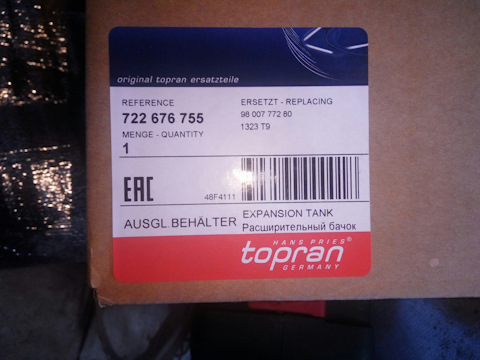 original topran ersatzteile
REFERENCE
722 676 755
MENGE - QUANTITY
1
ERSETZT - REPLACING
98 007 772 80
1323 T9
EAC
48F4111
AUSGL.BEHÄLTER
EXPANSION TANK
Расширительный бачок
HANS PRIES
topran®
GERMANY